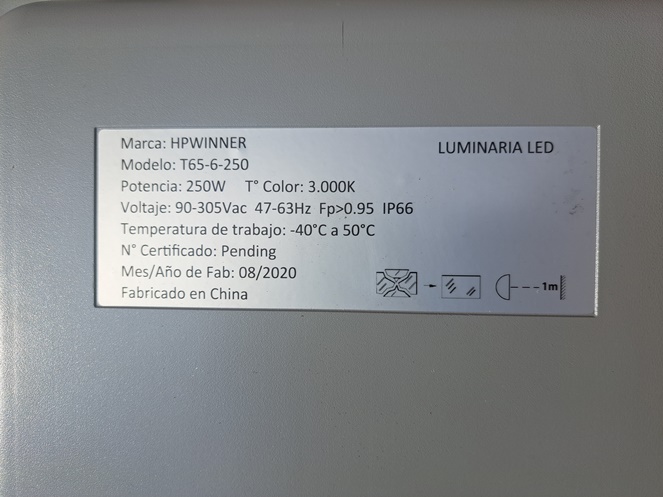 Marca: HPWINNER
LUMINARIA LED
Modelo: T65-6-250
Potencia: 250W T° Color: 3.000K
Voltaje: 90-305Vac 47-63Hz Fp>0.95 IP66
Temperatura de trabajo: -40°C a 50°C
N° Certificado: Pending
Mes/Año de Fab: 08/2020
Fabricado en China
1m